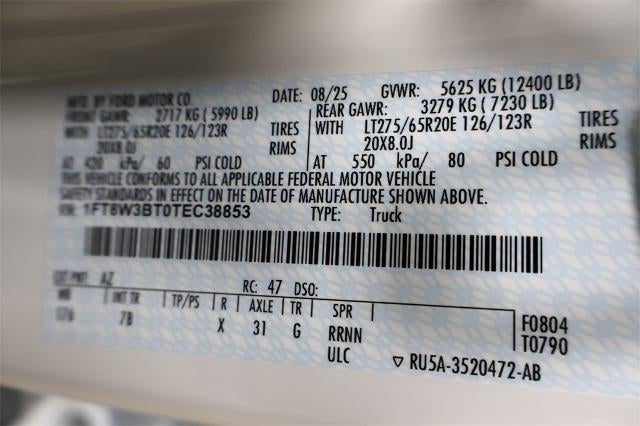 MFD. BY FORD MOTOR CO. DATE: 08/25 GVWR: 5625 KG (12400 LB)
FRONT GAWR: 2717 KG (5990 LB) REAR GAWR: 3279 KG (7230 LB)
WITH LT275/65R20E 126/123R TIRES WITH LT275/65R20E 126/123R TIRES
20X8.0J RIMS 20X8.0J RIMS
AT 420 kPa/ 60 PSI COLD AT 550 kPa/ 80 PSI COLD
THIS VEHICLE CONFORMS TO ALL APPLICABLE FEDERAL MOTOR VEHICLE
SAFETY STANDARDS IN EFFECT ON THE DATE OF MANUFACTURE SHOWN ABOVE.
VIN: 1FT8W3BT0TEC38853 TYPE: Truck
EXT PNT: AZ RC: 47 DSO:
WB INT TR TP/PS R AXLE TR SPR
176 7B X 31 G RRNN F0804
ULC T0790
▽ RU5A-3520472-AB